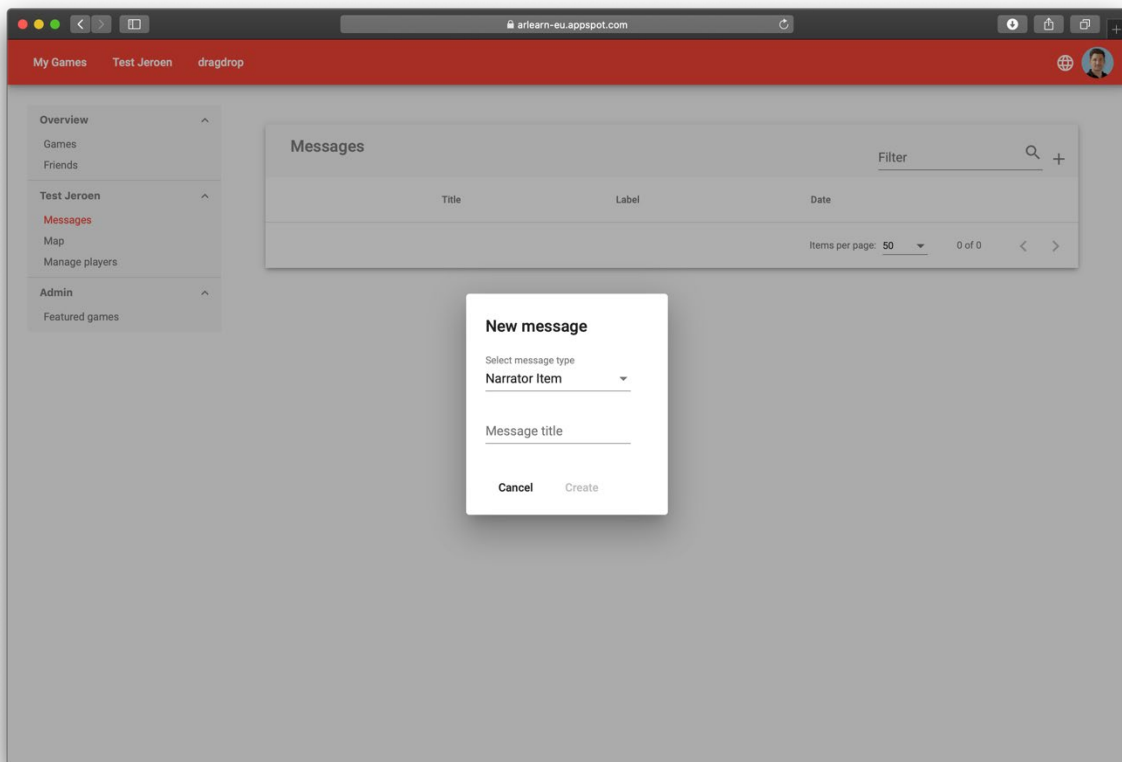 arlearn-eu.appspot.com
My Games Test Jeroen dragdrop
Overview
Games
Friends
Test Jeroen
Messages
Map
Manage players
Admin
Featured games
Messages
Filter
Title Label Date
Items per page: 50 0 of 0
New message
Select message type
Narrator Item
Message title
Cancel Create